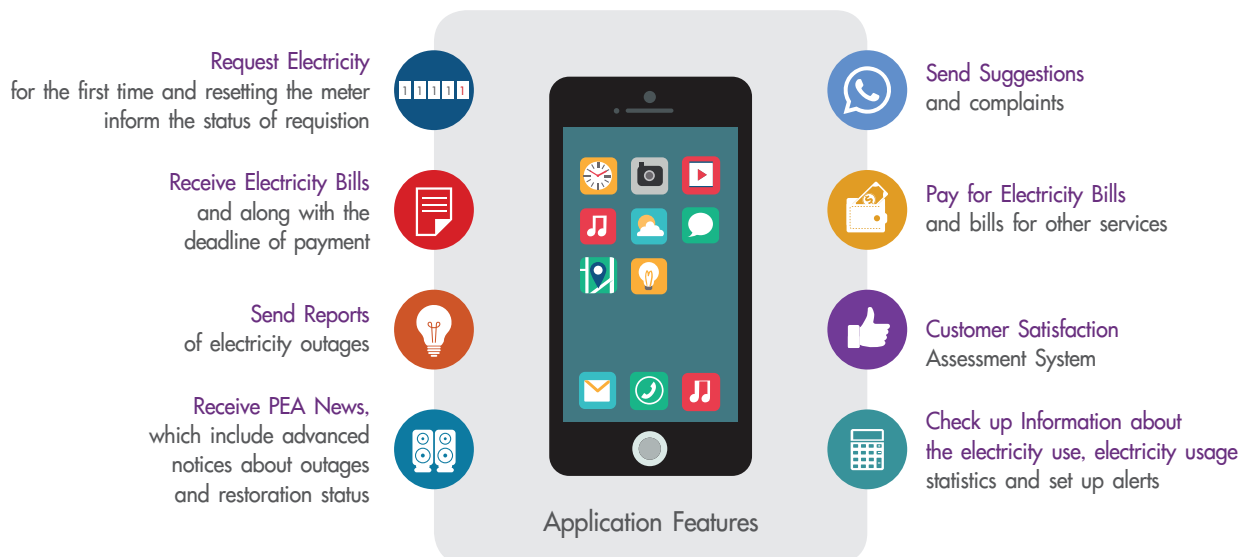 Request Electricity
for the first time and resetting the meter
inform the status of requistion
11111
Receive Electricity Bills
and along with the
deadline of payment
Send Reports
of electricity outages
Receive PEA News,
which include advanced
notices about outages
and restoration status
Send Suggestions
and complaints
$
Pay for Electricity Bills
and bills for other services
Customer Satisfaction
Assessment System
Check up Information about
the electricity use, electricity usage
statistics and set up alerts
Application Features